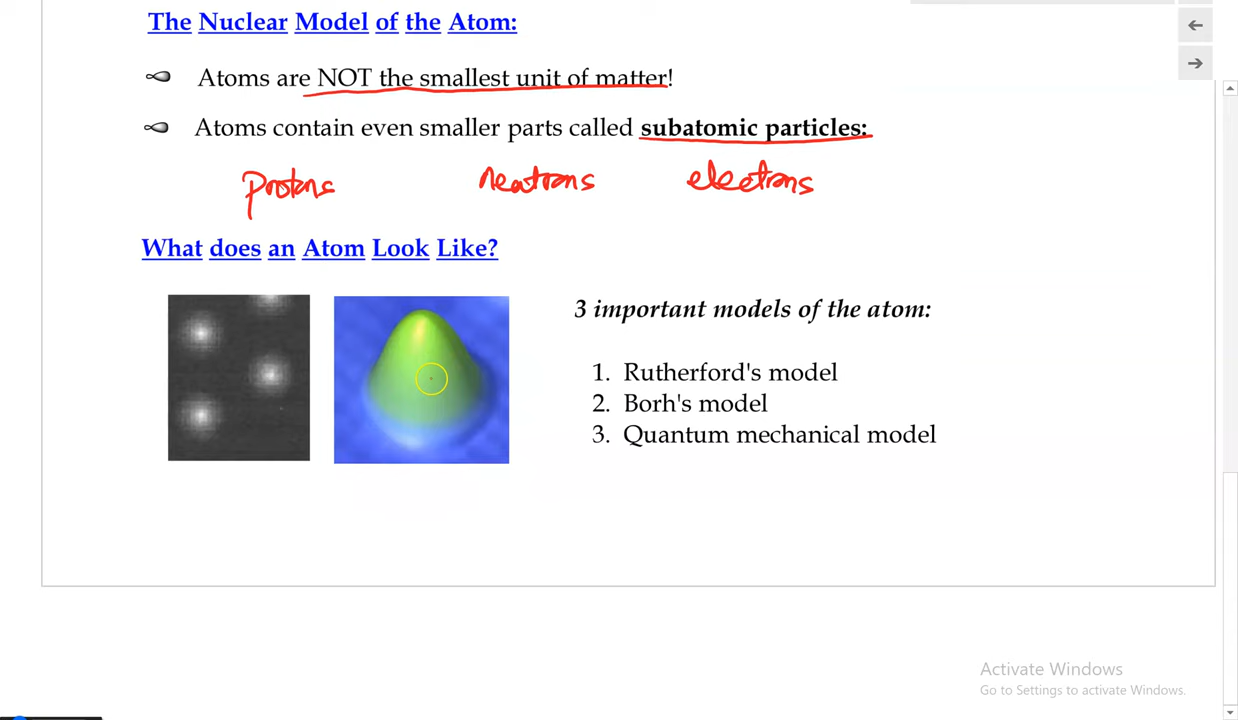 The Nuclear Model of the Atom:
Atoms are NOT the smallest unit of matter!
Atoms contain even smaller parts called subatomic particles:
Protons neutrons electrons
What does an Atom Look Like?
3 important models of the atom:
1. Rutherford's model
2. Borh's model
3. Quantum mechanical model
Activate Windows
Go to Settings to activate Windows.